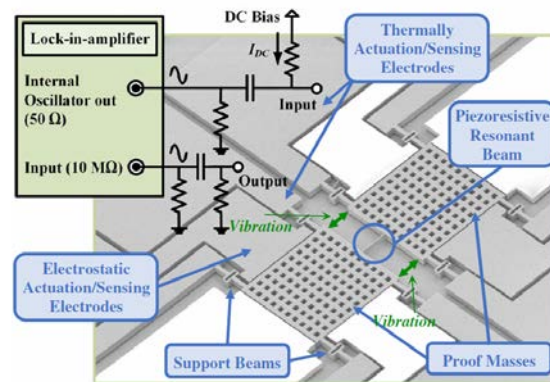 DC Bias
Lock-in-amplifier
I_DC
Thermally
Actuation/Sensing
Electrodes
Internal
Oscillator out
(50 Ω)
Input
Piezoresistive
Resonant
Beam
Input (10 MΩ)
Output
Vibration
Electrostatic
Actuation/Sensing
Electrodes
Vibration
Support Beams
Proof Masses